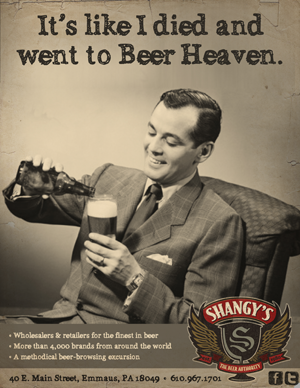 It's like I died and
went to Beer Heaven.
SHANGY'S
S
THE BEER AUTHORITY
• Wholesalers & retailers for the finest in beer
• More than 4,000 brands from around the world
• A methodical beer-browsing excursion
40 E. Main Street, Emmaus, PA 18049 • 610.967.1701
f t